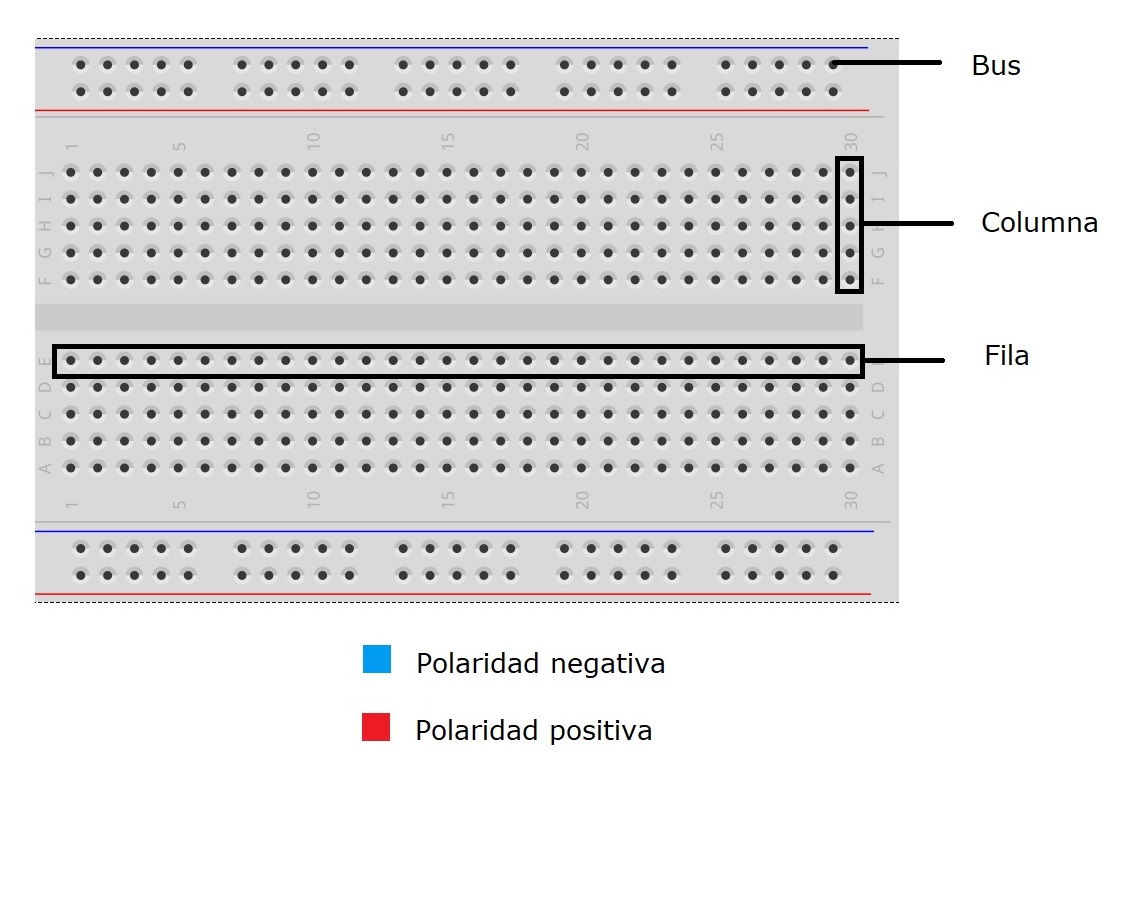 Bus
1 5 10 15 20 25 30
J J
I I
H
G G
F F
Columna
E
Fila
D D
C C
B B
A A
1 5 10 15 20 25 30
Polaridad negativa
Polaridad positiva